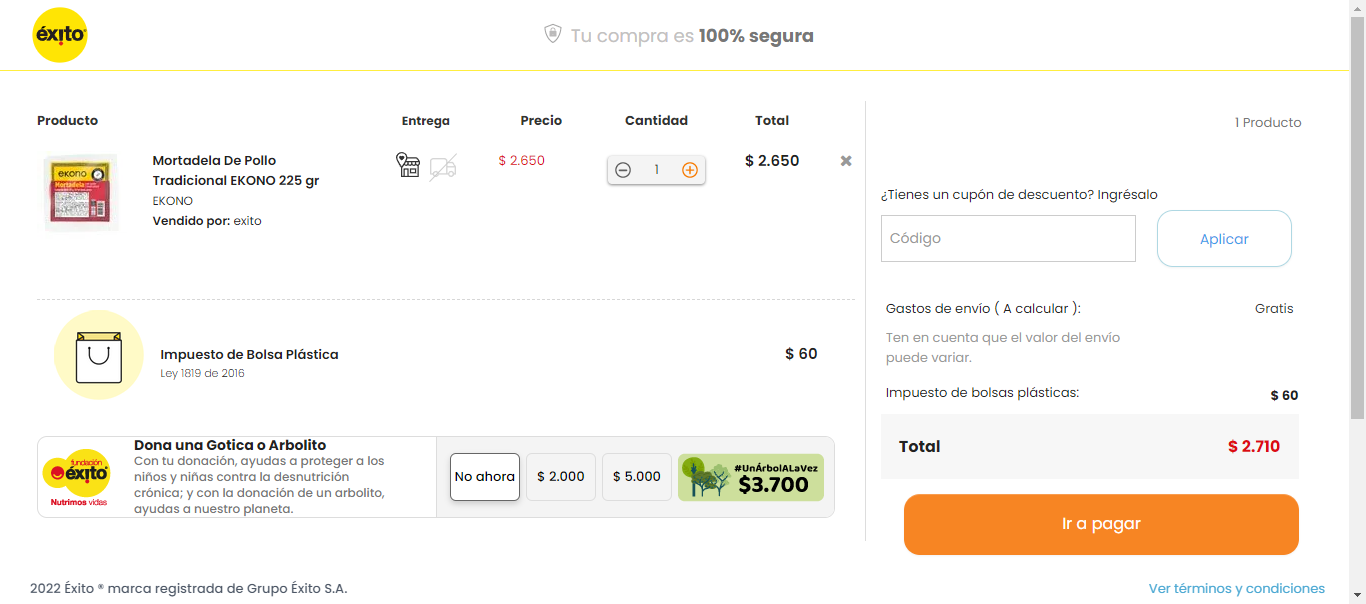 éxito
Tu compra es 100% segura
Producto
Entrega
Precio
Cantidad
Total
1 Producto
ekono
Mortadela
Mortadela De Pollo
Tradicional EKONO 225 gr
EKONO
Vendido por: exito
$ 2.650
1
$ 2.650
¿Tienes un cupón de descuento? Ingrésalo
Código
Aplicar
Gastos de envío ( A calcular ):
Gratis
Ten en cuenta que el valor del envío
puede variar.
Impuesto de Bolsa Plástica
Ley 1819 de 2016
$ 60
Impuesto de bolsas plásticas:
$ 60
Total
$ 2.710
fundación
éxito
Nutrimos vidas
Dona una Gotica o Arbolito
Con tu donación, ayudas a proteger a los
niños y niñas contra la desnutrición
crónica; y con la donación de un arbolito,
ayudas a nuestro planeta.
No ahora
$ 2.000
$ 5.000
#UnÁrbolALaVez
$3.700
Ir a pagar
2022 Éxito ® marca registrada de Grupo Éxito S.A.
Ver términos y condiciones